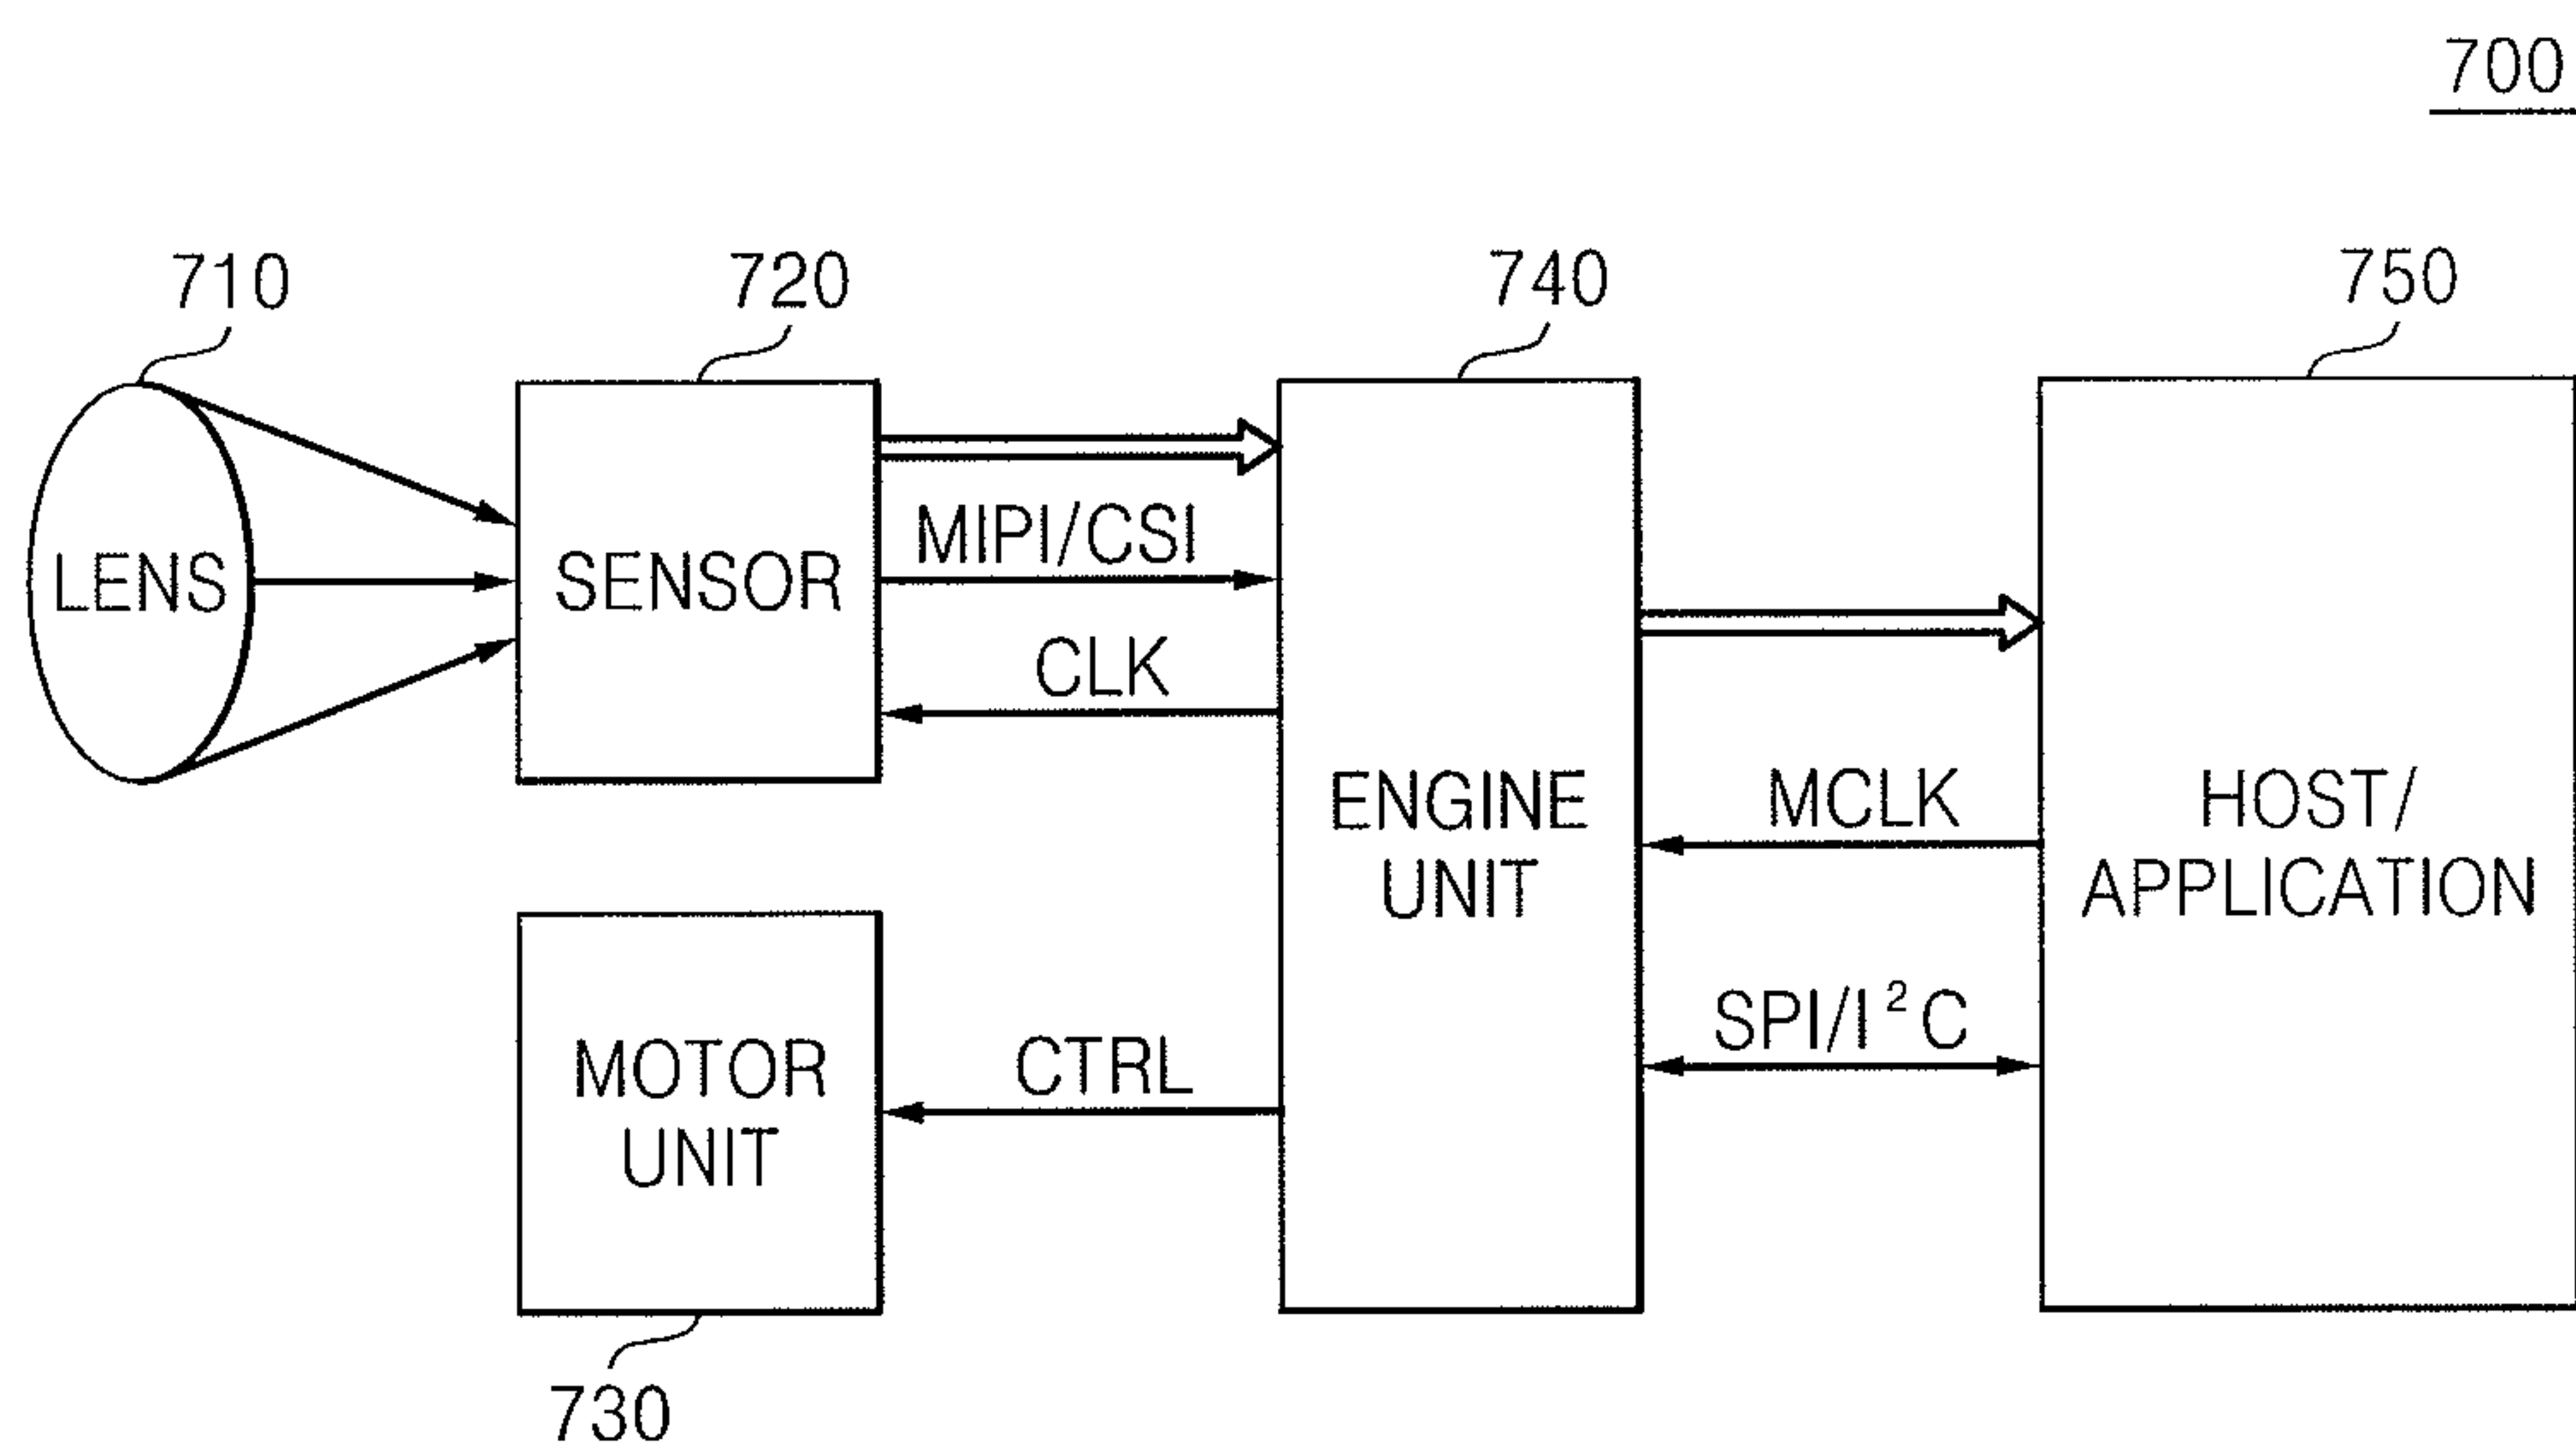 700
710
720
740
750
LENS
SENSOR
MIPI/CSI
CLK
ENGINE
UNIT
MCLK
HOST/
APPLICATION
SPI/I²C
MOTOR
UNIT
CTRL
730